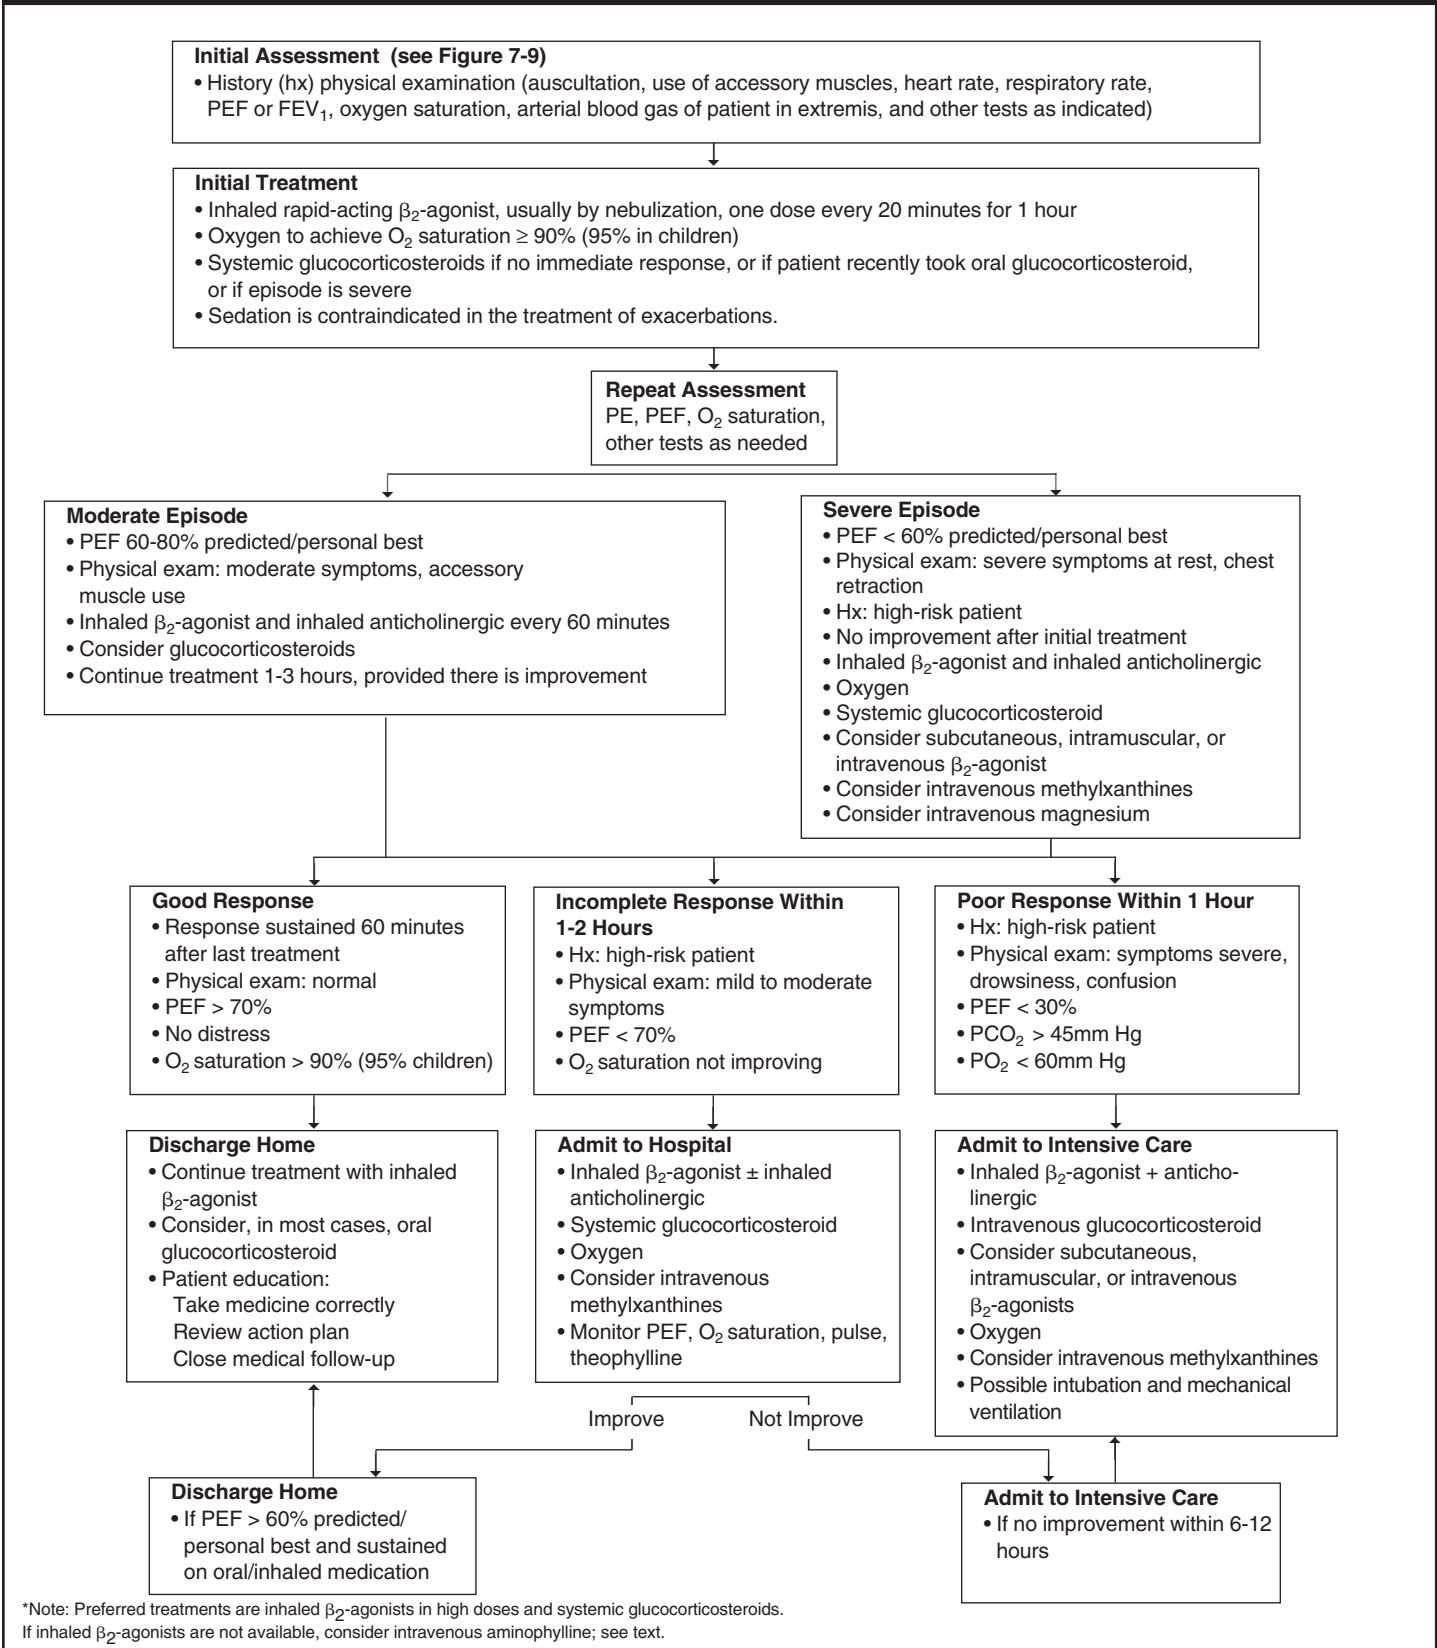 Initial Assessment (see Figure 7-9)
• History (hx) physical examination (auscultation, use of accessory muscles, heart rate, respiratory rate,
PEF or FEV₁, oxygen saturation, arterial blood gas of patient in extremis, and other tests as indicated)
Initial Treatment
• Inhaled rapid-acting β₂-agonist, usually by nebulization, one dose every 20 minutes for 1 hour
• Oxygen to achieve O₂ saturation ≥ 90% (95% in children)
• Systemic glucocorticosteroids if no immediate response, or if patient recently took oral glucocorticosteroid,
or if episode is severe
• Sedation is contraindicated in the treatment of exacerbations.
Repeat Assessment
PE, PEF, O₂ saturation,
other tests as needed
Moderate Episode
• PEF 60-80% predicted/personal best
• Physical exam: moderate symptoms, accessory
muscle use
• Inhaled β₂-agonist and inhaled anticholinergic every 60 minutes
• Consider glucocorticosteroids
• Continue treatment 1-3 hours, provided there is improvement
Severe Episode
• PEF < 60% predicted/personal best
• Physical exam: severe symptoms at rest, chest
retraction
• Hx: high-risk patient
• No improvement after initial treatment
• Inhaled β₂-agonist and inhaled anticholinergic
• Oxygen
• Systemic glucocorticosteroid
• Consider subcutaneous, intramuscular, or
intravenous β₂-agonist
• Consider intravenous methylxanthines
• Consider intravenous magnesium
Good Response
• Response sustained 60 minutes
after last treatment
• Physical exam: normal
• PEF > 70%
• No distress
• O₂ saturation > 90% (95% children)
Incomplete Response Within
1-2 Hours
• Hx: high-risk patient
• Physical exam: mild to moderate
symptoms
• PEF < 70%
• O₂ saturation not improving
Poor Response Within 1 Hour
• Hx: high-risk patient
• Physical exam: symptoms severe,
drowsiness, confusion
• PEF < 30%
• PCO₂ > 45mm Hg
• PO₂ < 60mm Hg
Discharge Home
• Continue treatment with inhaled
β₂-agonist
• Consider, in most cases, oral
glucocorticosteroid
• Patient education:
Take medicine correctly
Review action plan
Close medical follow-up
Admit to Hospital
• Inhaled β₂-agonist ± inhaled
anticholinergic
• Systemic glucocorticosteroid
• Oxygen
• Consider intravenous
methylxanthines
• Monitor PEF, O₂ saturation, pulse,
theophylline
Admit to Intensive Care
• Inhaled β₂-agonist + anticho-
linergic
• Intravenous glucocorticosteroid
• Consider subcutaneous,
intramuscular, or intravenous
β₂-agonists
• Oxygen
• Consider intravenous methylxanthines
• Possible intubation and mechanical
ventilation
Improve
Not Improve
Discharge Home
• If PEF > 60% predicted/
personal best and sustained
on oral/inhaled medication
Admit to Intensive Care
• If no improvement within 6-12
hours
*Note: Preferred treatments are inhaled β₂-agonists in high doses and systemic glucocorticosteroids.
If inhaled β₂-agonists are not available, consider intravenous aminophylline; see text.